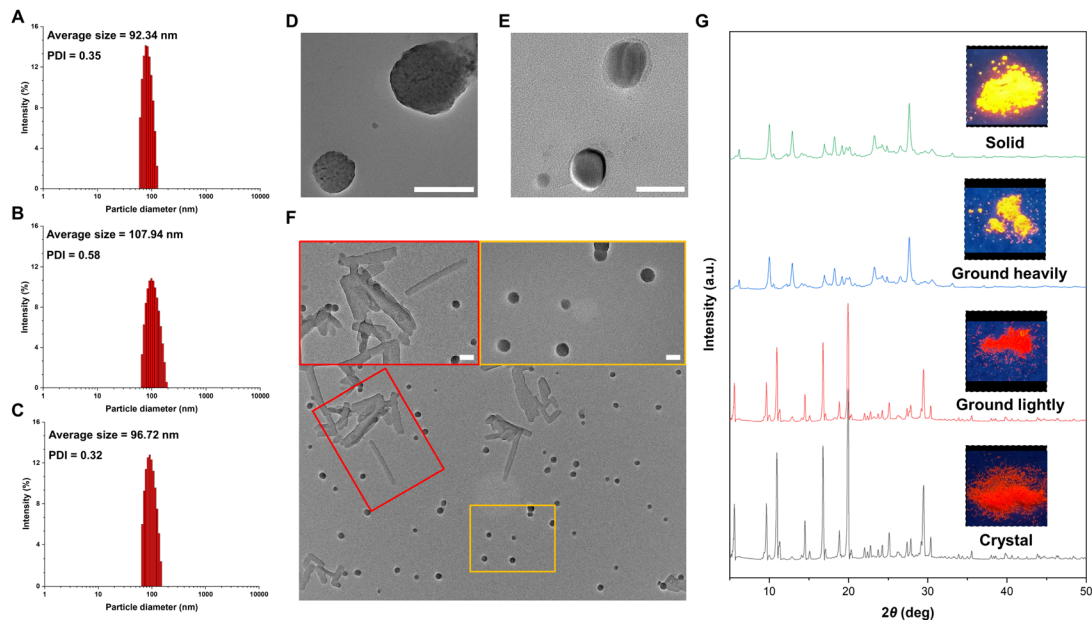 A
Average size = 92.34 nm
PDI = 0.35
16
12
8
4
0
Intensity (%)
1
10
100
1000
10000
Particle diameter (nm)
B
Average size = 107.94 nm
PDI = 0.58
16
12
8
4
0
Intensity (%)
1
10
100
1000
10000
Particle diameter (nm)
C
Average size = 96.72 nm
PDI = 0.32
16
12
8
4
0
Intensity (%)
1
10
100
1000
10000
Particle diameter (nm)
D
E
F
G
Solid
Ground heavily
Ground lightly
Crystal
Intensity (a.u.)
10
20
30
40
50
2θ (deg)